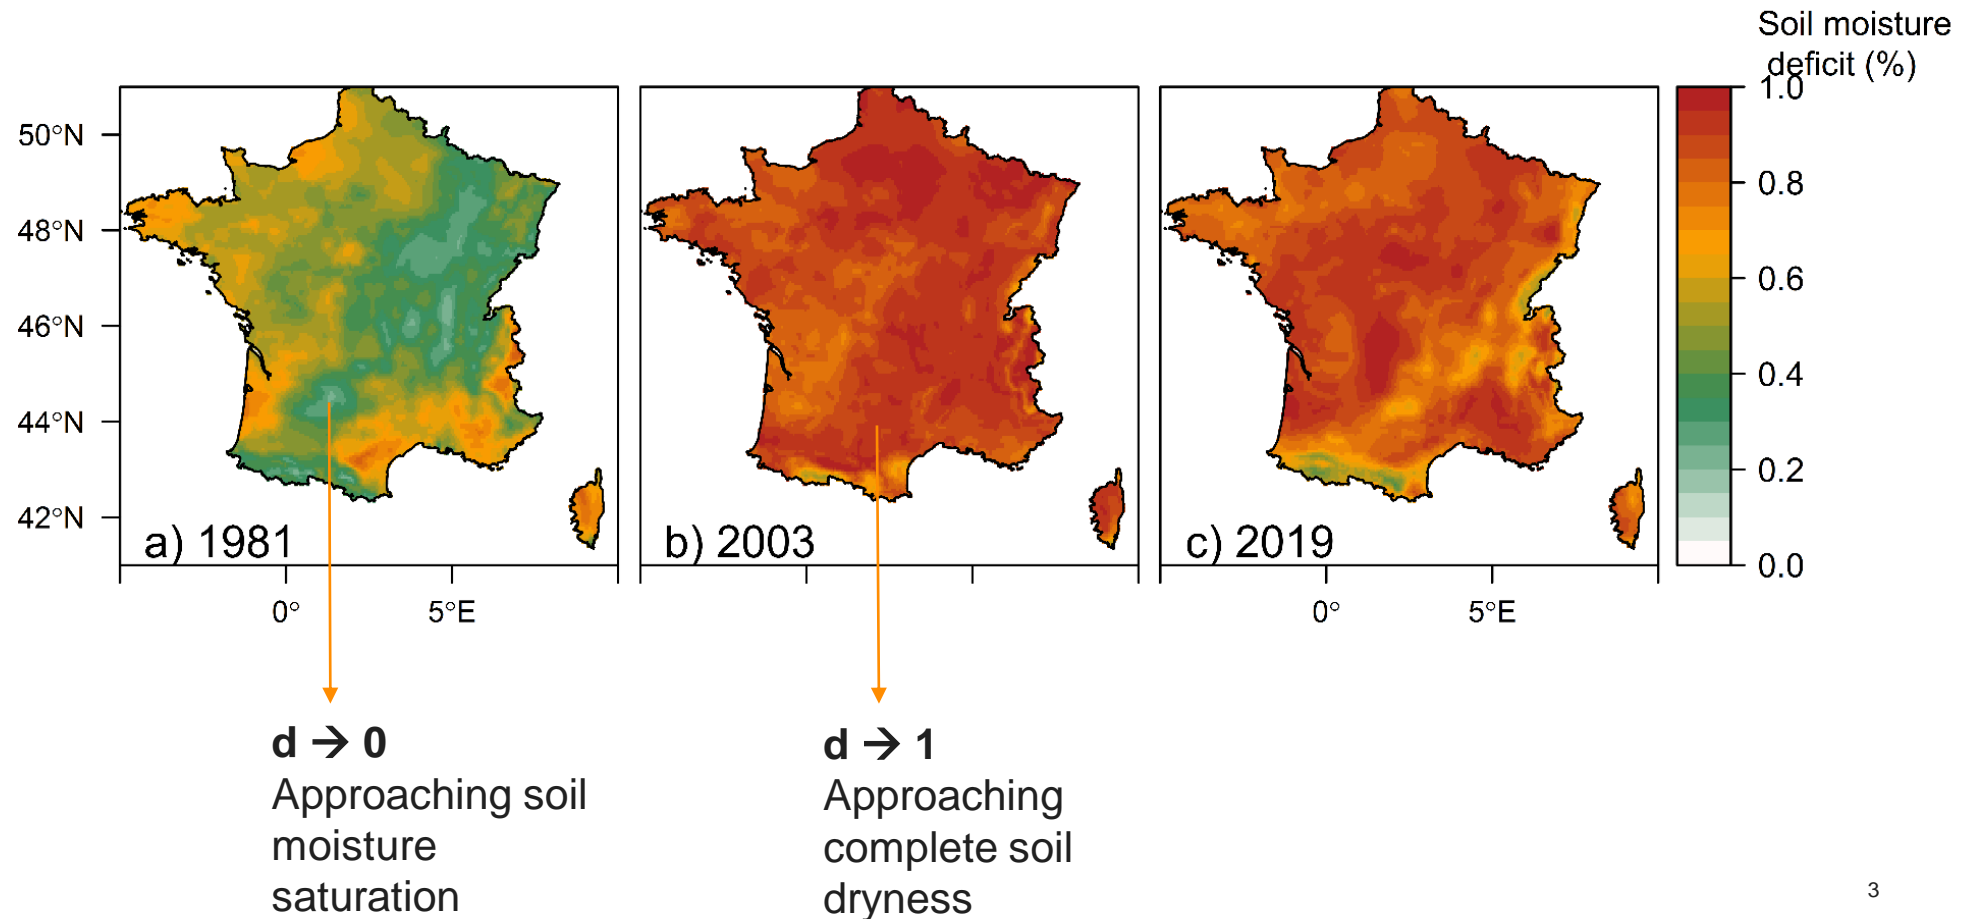 Soil moisture
deficit (%)
50°N
48°N
46°N
44°N
42°N
a) 1981
b) 2003
c) 2019
1.0
0.8
0.6
0.4
0.2
0.0
0°
5°E
0°
5°E
d → 0
Approaching soil
moisture
saturation
d → 1
Approaching
complete soil
dryness
3